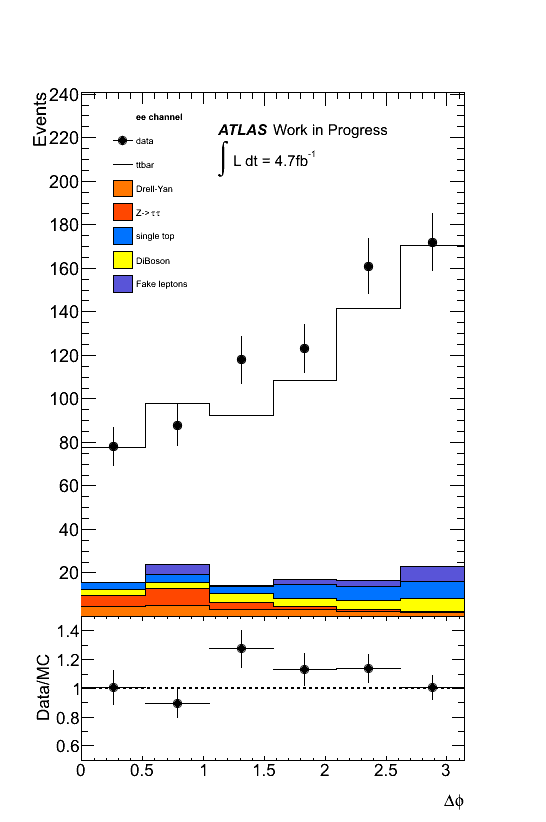 Events
240
220
200
180
160
140
120
100
80
60
40
20
ee channel
data
ttbar
Drell-Yan
Z->ττ
single top
DiBoson
Fake leptons
ATLAS Work in Progress
∫ L dt = 4.7fb⁻¹
Data/MC
1.4
1.2
1
0.8
0.6
0 0.5 1 1.5 2 2.5 3
Δϕ